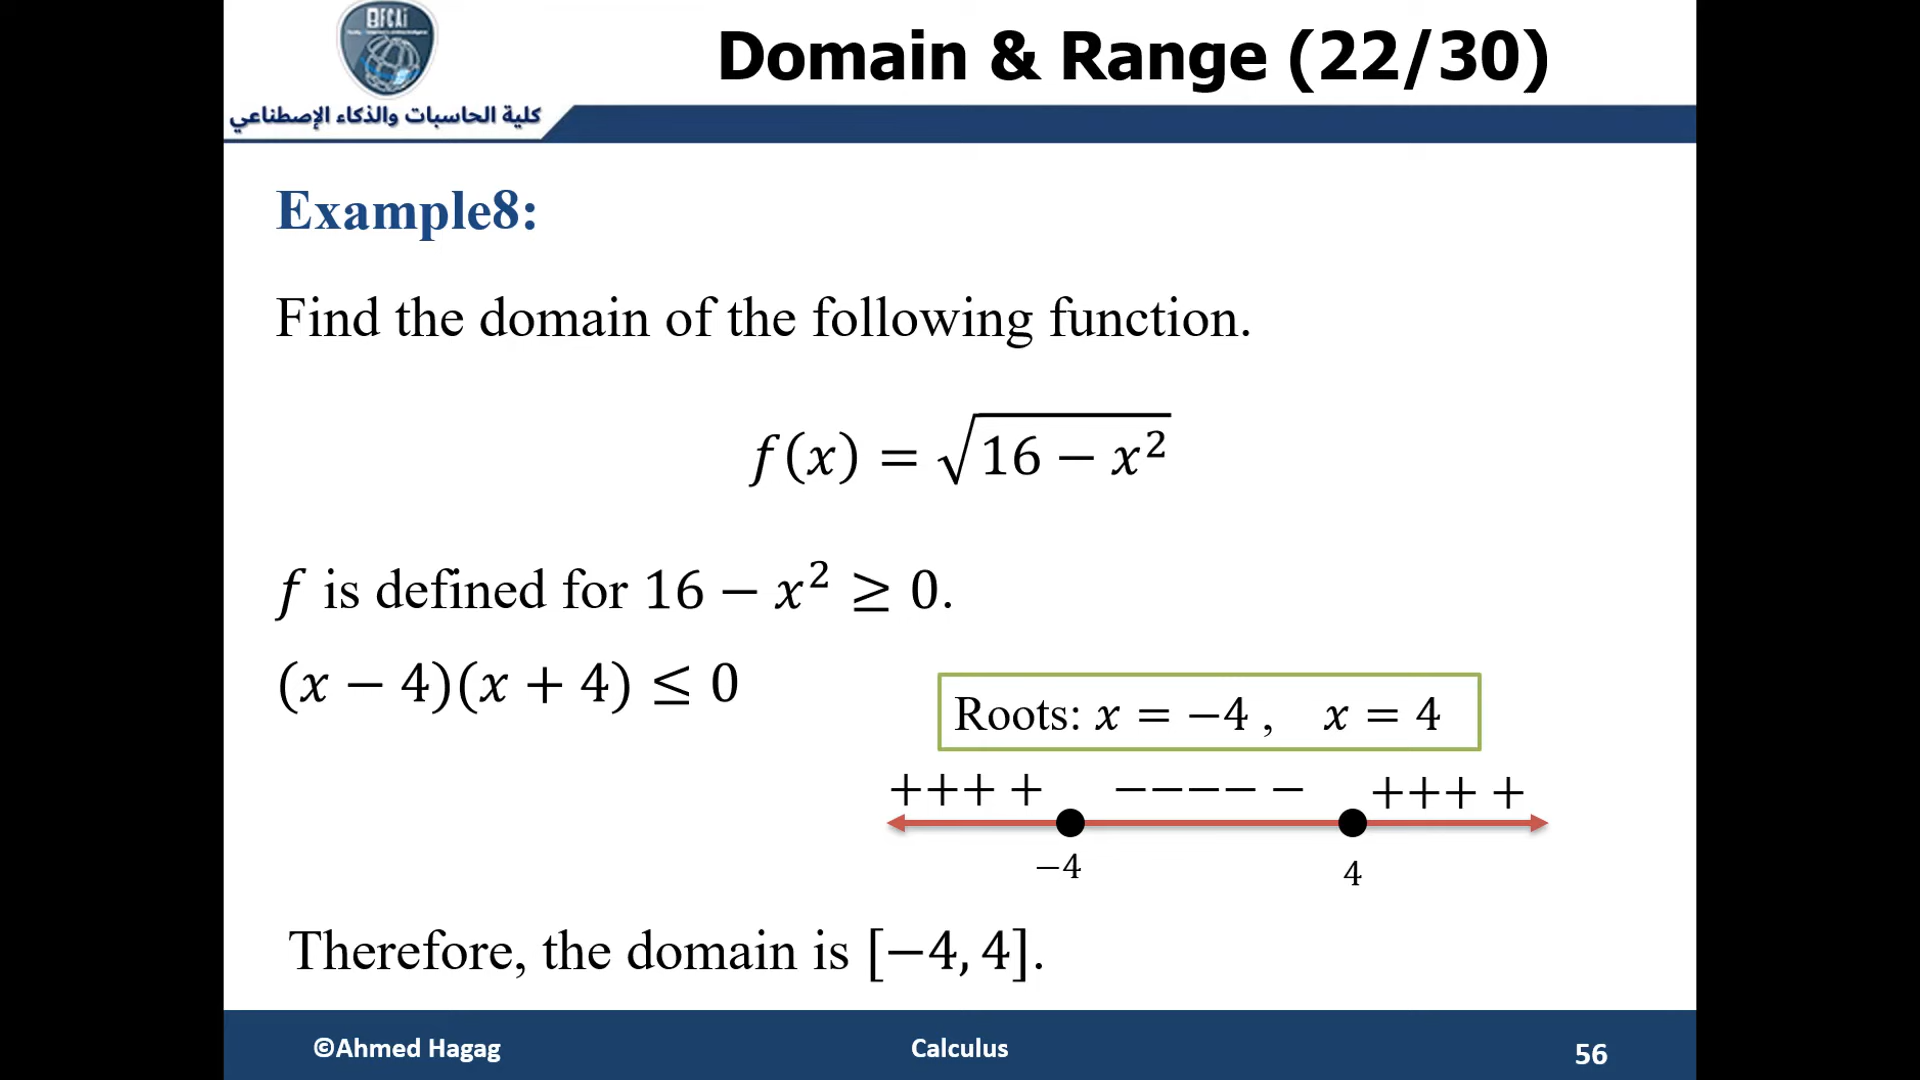 FCAi
Domain & Range (22/30)
كلية الحاسبات والذكاء الإصطناعي
Example8:
Find the domain of the following function.
f(x) = √(16 − x²)
f is defined for 16 − x² ≥ 0.
(x − 4)(x + 4) ≤ 0
Roots: x = −4 , x = 4
+++ + −−−− − +++ +
−4 4
Therefore, the domain is [−4, 4].
©Ahmed Hagag Calculus 56